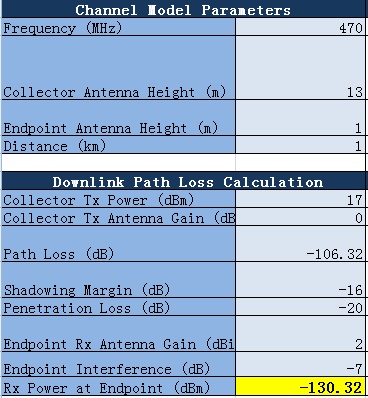 Channel Model Parameters
Frequency (MHz) 470
Collector Antenna Height (m) 13
Endpoint Antenna Height (m) 1
Distance (km) 1
Downlink Path Loss Calculation
Collector Tx Power (dBm) 17
Collector Tx Antenna Gain (dB 0
Path Loss (dB) -106.32
Shadowing Margin (dB) -16
Penetration Loss (dB) -20
Endpoint Rx Antenna Gain (dBi 2
Endpoint Interference (dB) -7
Rx Power at Endpoint (dBm) -130.32